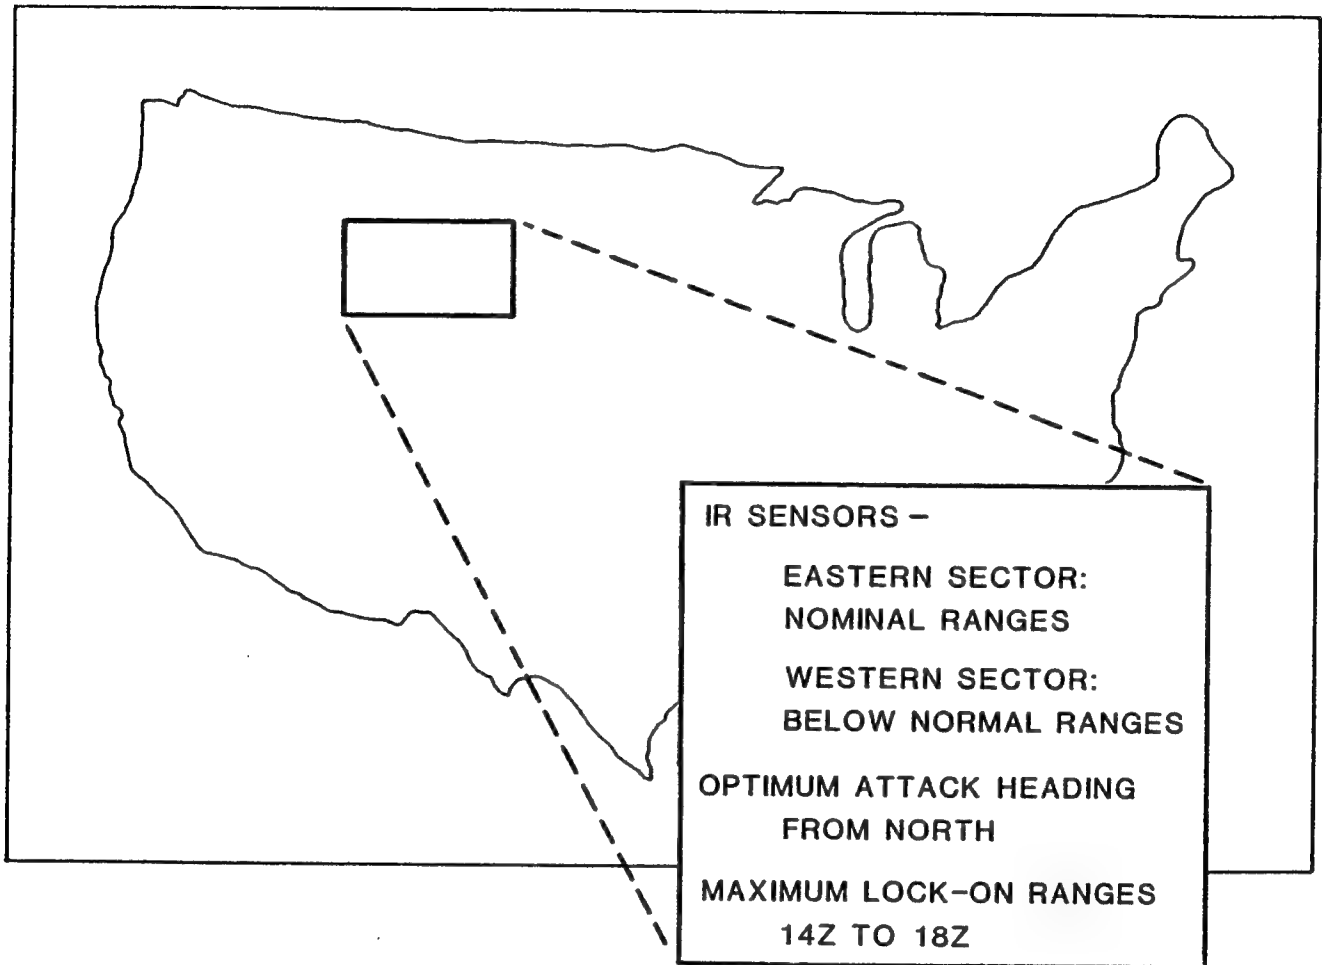 IR SENSORS –
EASTERN SECTOR:
NOMINAL RANGES
WESTERN SECTOR:
BELOW NORMAL RANGES
OPTIMUM ATTACK HEADING
FROM NORTH
MAXIMUM LOCK-ON RANGES
14Z TO 18Z